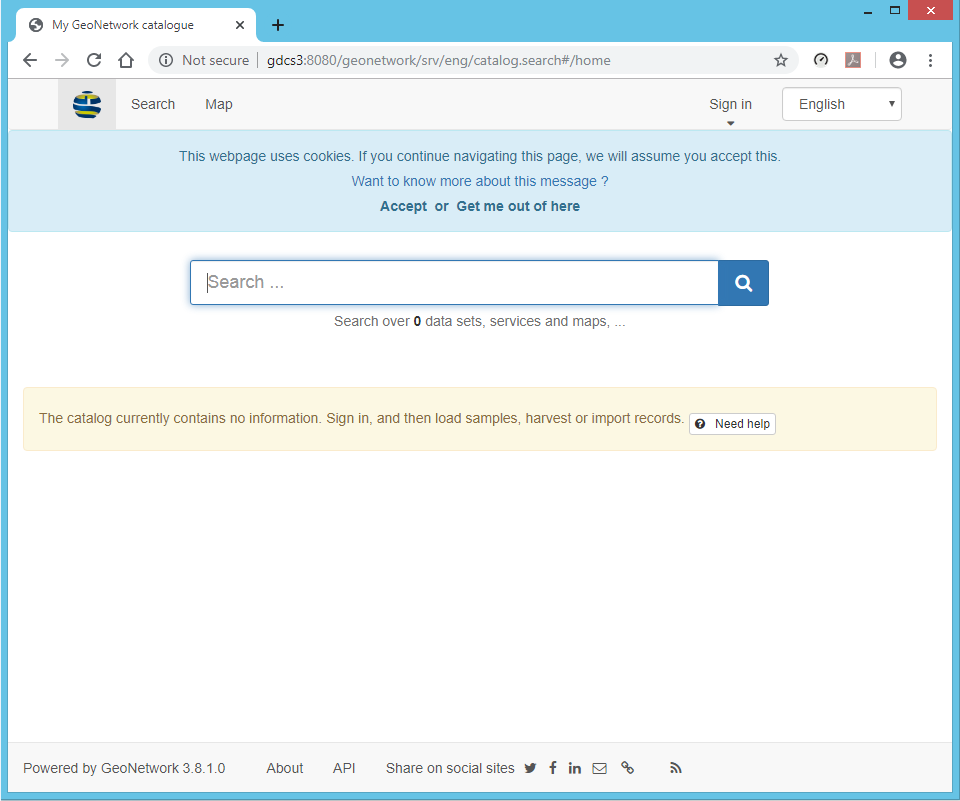 My GeoNetwork catalogue
Not secure gdcs3:8080/geonetwork/srv/eng/catalog.search#/home
Search Map Sign in English
This webpage uses cookies. If you continue navigating this page, we will assume you accept this.
Want to know more about this message ?
Accept or Get me out of here
Search ...
Search over 0 data sets, services and maps, ...
The catalog currently contains no information. Sign in, and then load samples, harvest or import records. Need help
Powered by GeoNetwork 3.8.1.0 About API Share on social sites